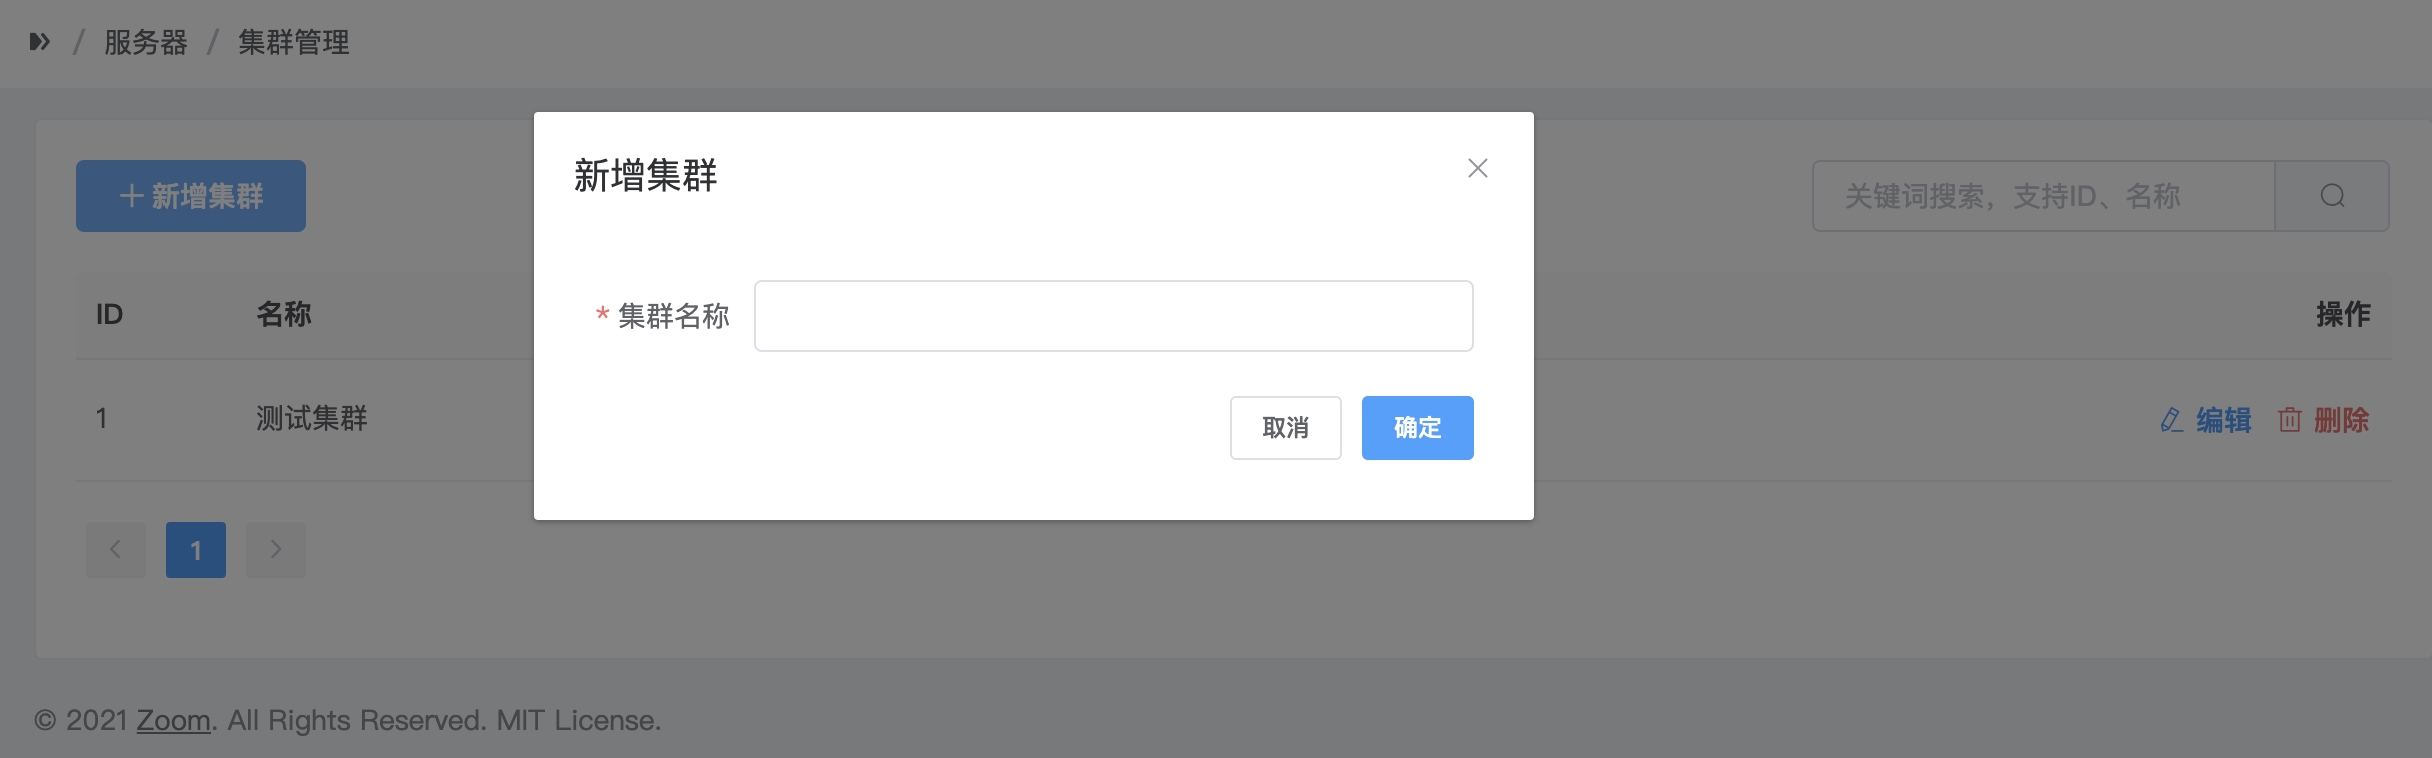 / 服务器 / 集群管理
新增集群
关键词搜索，支持ID、名称
ID 名称 操作
1 测试集群 编辑 删除
新增集群
* 集群名称
取消 确定
1
© 2021 Zoom. All Rights Reserved. MIT License.